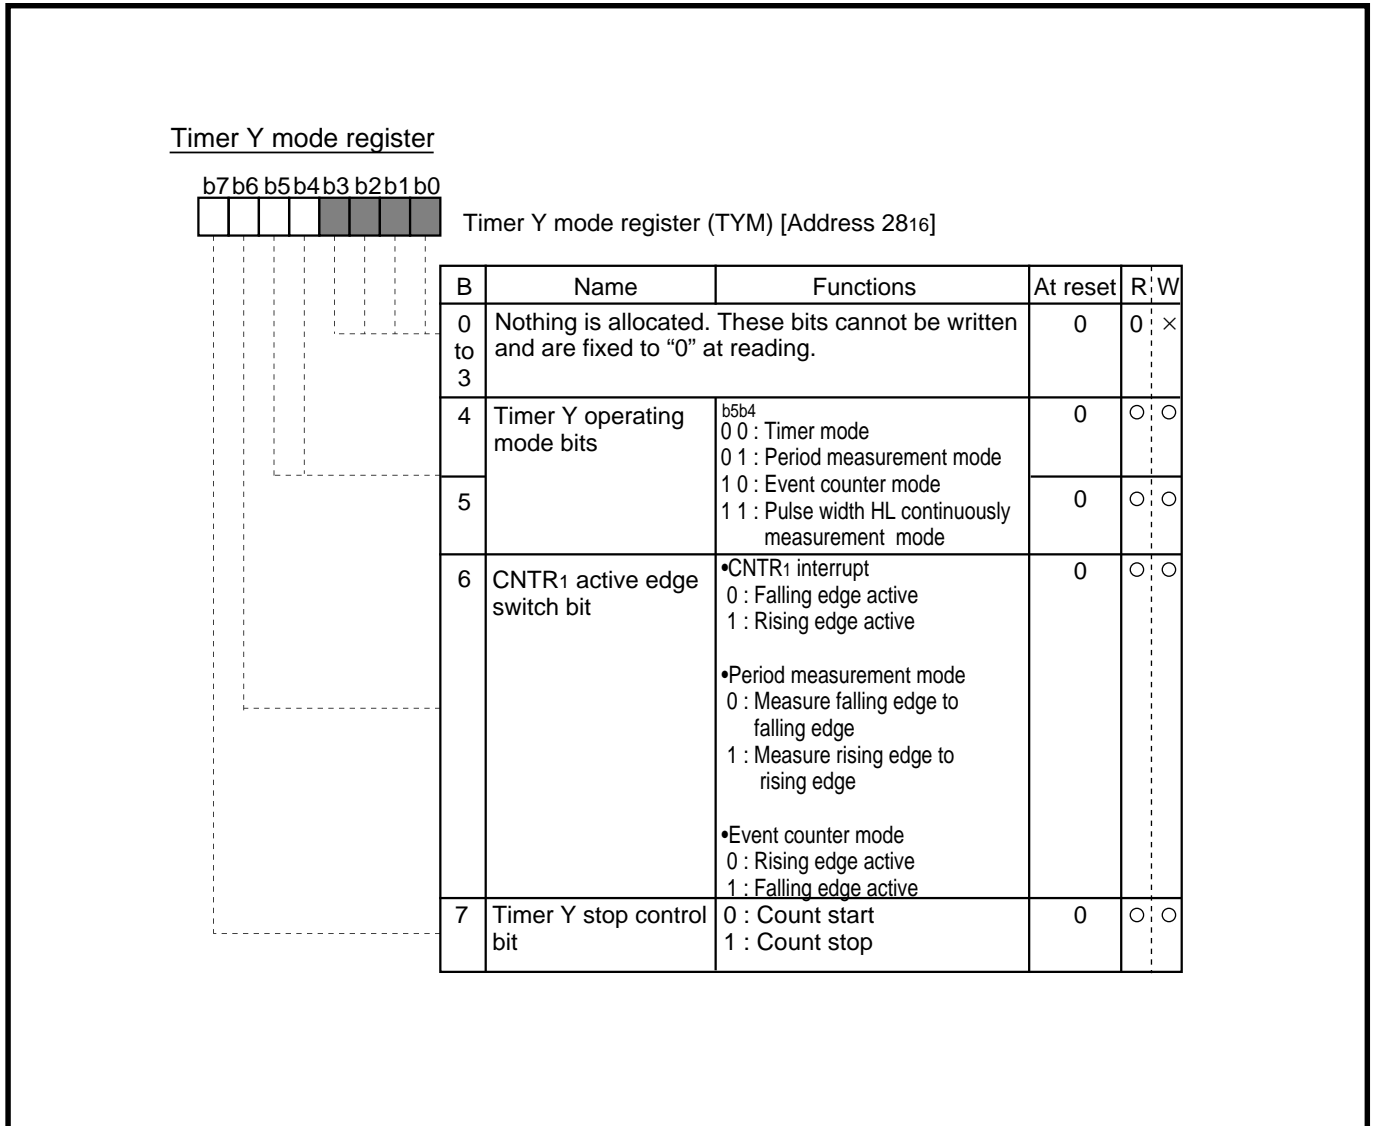 Timer Y mode register
b7 b6 b5 b4 b3 b2 b1 b0
Timer Y mode register (TYM) [Address 2816]
B Name Functions At reset R W
0 Nothing is allocated. These bits cannot be written 0 0 ×
to and are fixed to “0” at reading.
3
4 Timer Y operating b5b4 0 ○ ○
mode bits 0 0 : Timer mode
0 1 : Period measurement mode
1 0 : Event counter mode
5 1 1 : Pulse width HL continuously 0 ○ ○
measurement mode
6 CNTR1 active edge •CNTR1 interrupt 0 ○ ○
switch bit 0 : Falling edge active
1 : Rising edge active
•Period measurement mode
0 : Measure falling edge to
falling edge
1 : Measure rising edge to
rising edge
•Event counter mode
0 : Rising edge active
1 : Falling edge active
7 Timer Y stop control 0 : Count start 0 ○ ○
bit 1 : Count stop